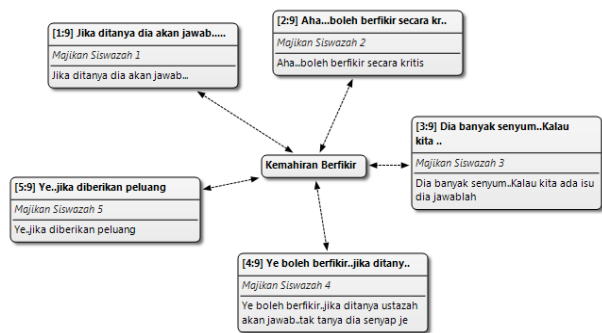 [2:9] Aha...boleh berfikir secara kr..
Majikan Siswazah 2
Aha..boleh berfikir secara kritis
[1:9] Jika ditanya dia akan jawab.....
Majikan Siswazah 1
Jika ditanya dia akan jawab...
[3:9] Dia banyak senyum..Kalau
kita ..
Majikan Siswazah 3
Dia banyak senyum..Kalau kita ada isu
dia jawablah
Kemahiran Berfikir
[5:9] Ye..jika diberikan peluang
Majikan Siswazah 5
Ye.jika diberikan peluang
[4:9] Ye boleh berfikir..jika ditany..
Majikan Siswazah 4
Ye boleh berfikir.jika ditanya ustazah
akan jawab..tak tanya dia senyap je